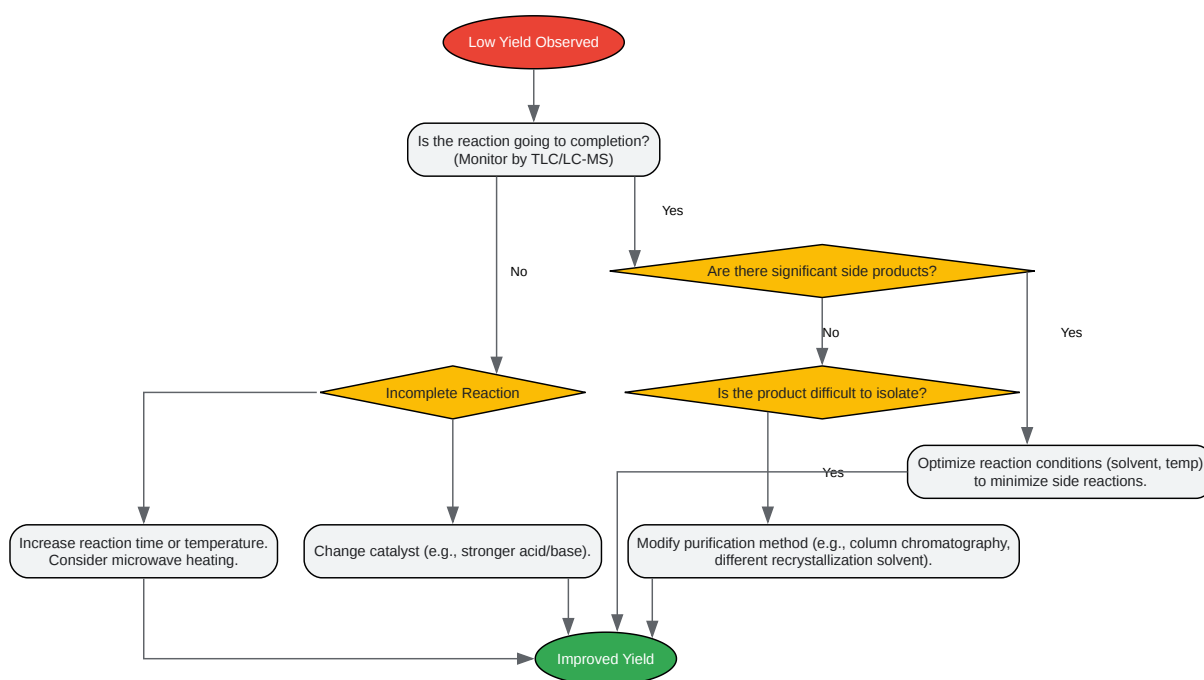 Low Yield Observed
Is the reaction going to completion?
(Monitor by TLC/LC-MS)
Yes
Are there significant side products?
No
No
Yes
Incomplete Reaction
Is the product difficult to isolate?
Optimize reaction conditions (solvent, temp)
to minimize side reactions.
Yes
Increase reaction time or temperature.
Consider microwave heating.
Change catalyst (e.g., stronger acid/base).
Modify purification method (e.g., column chromatography,
different recrystallization solvent).
Improved Yield